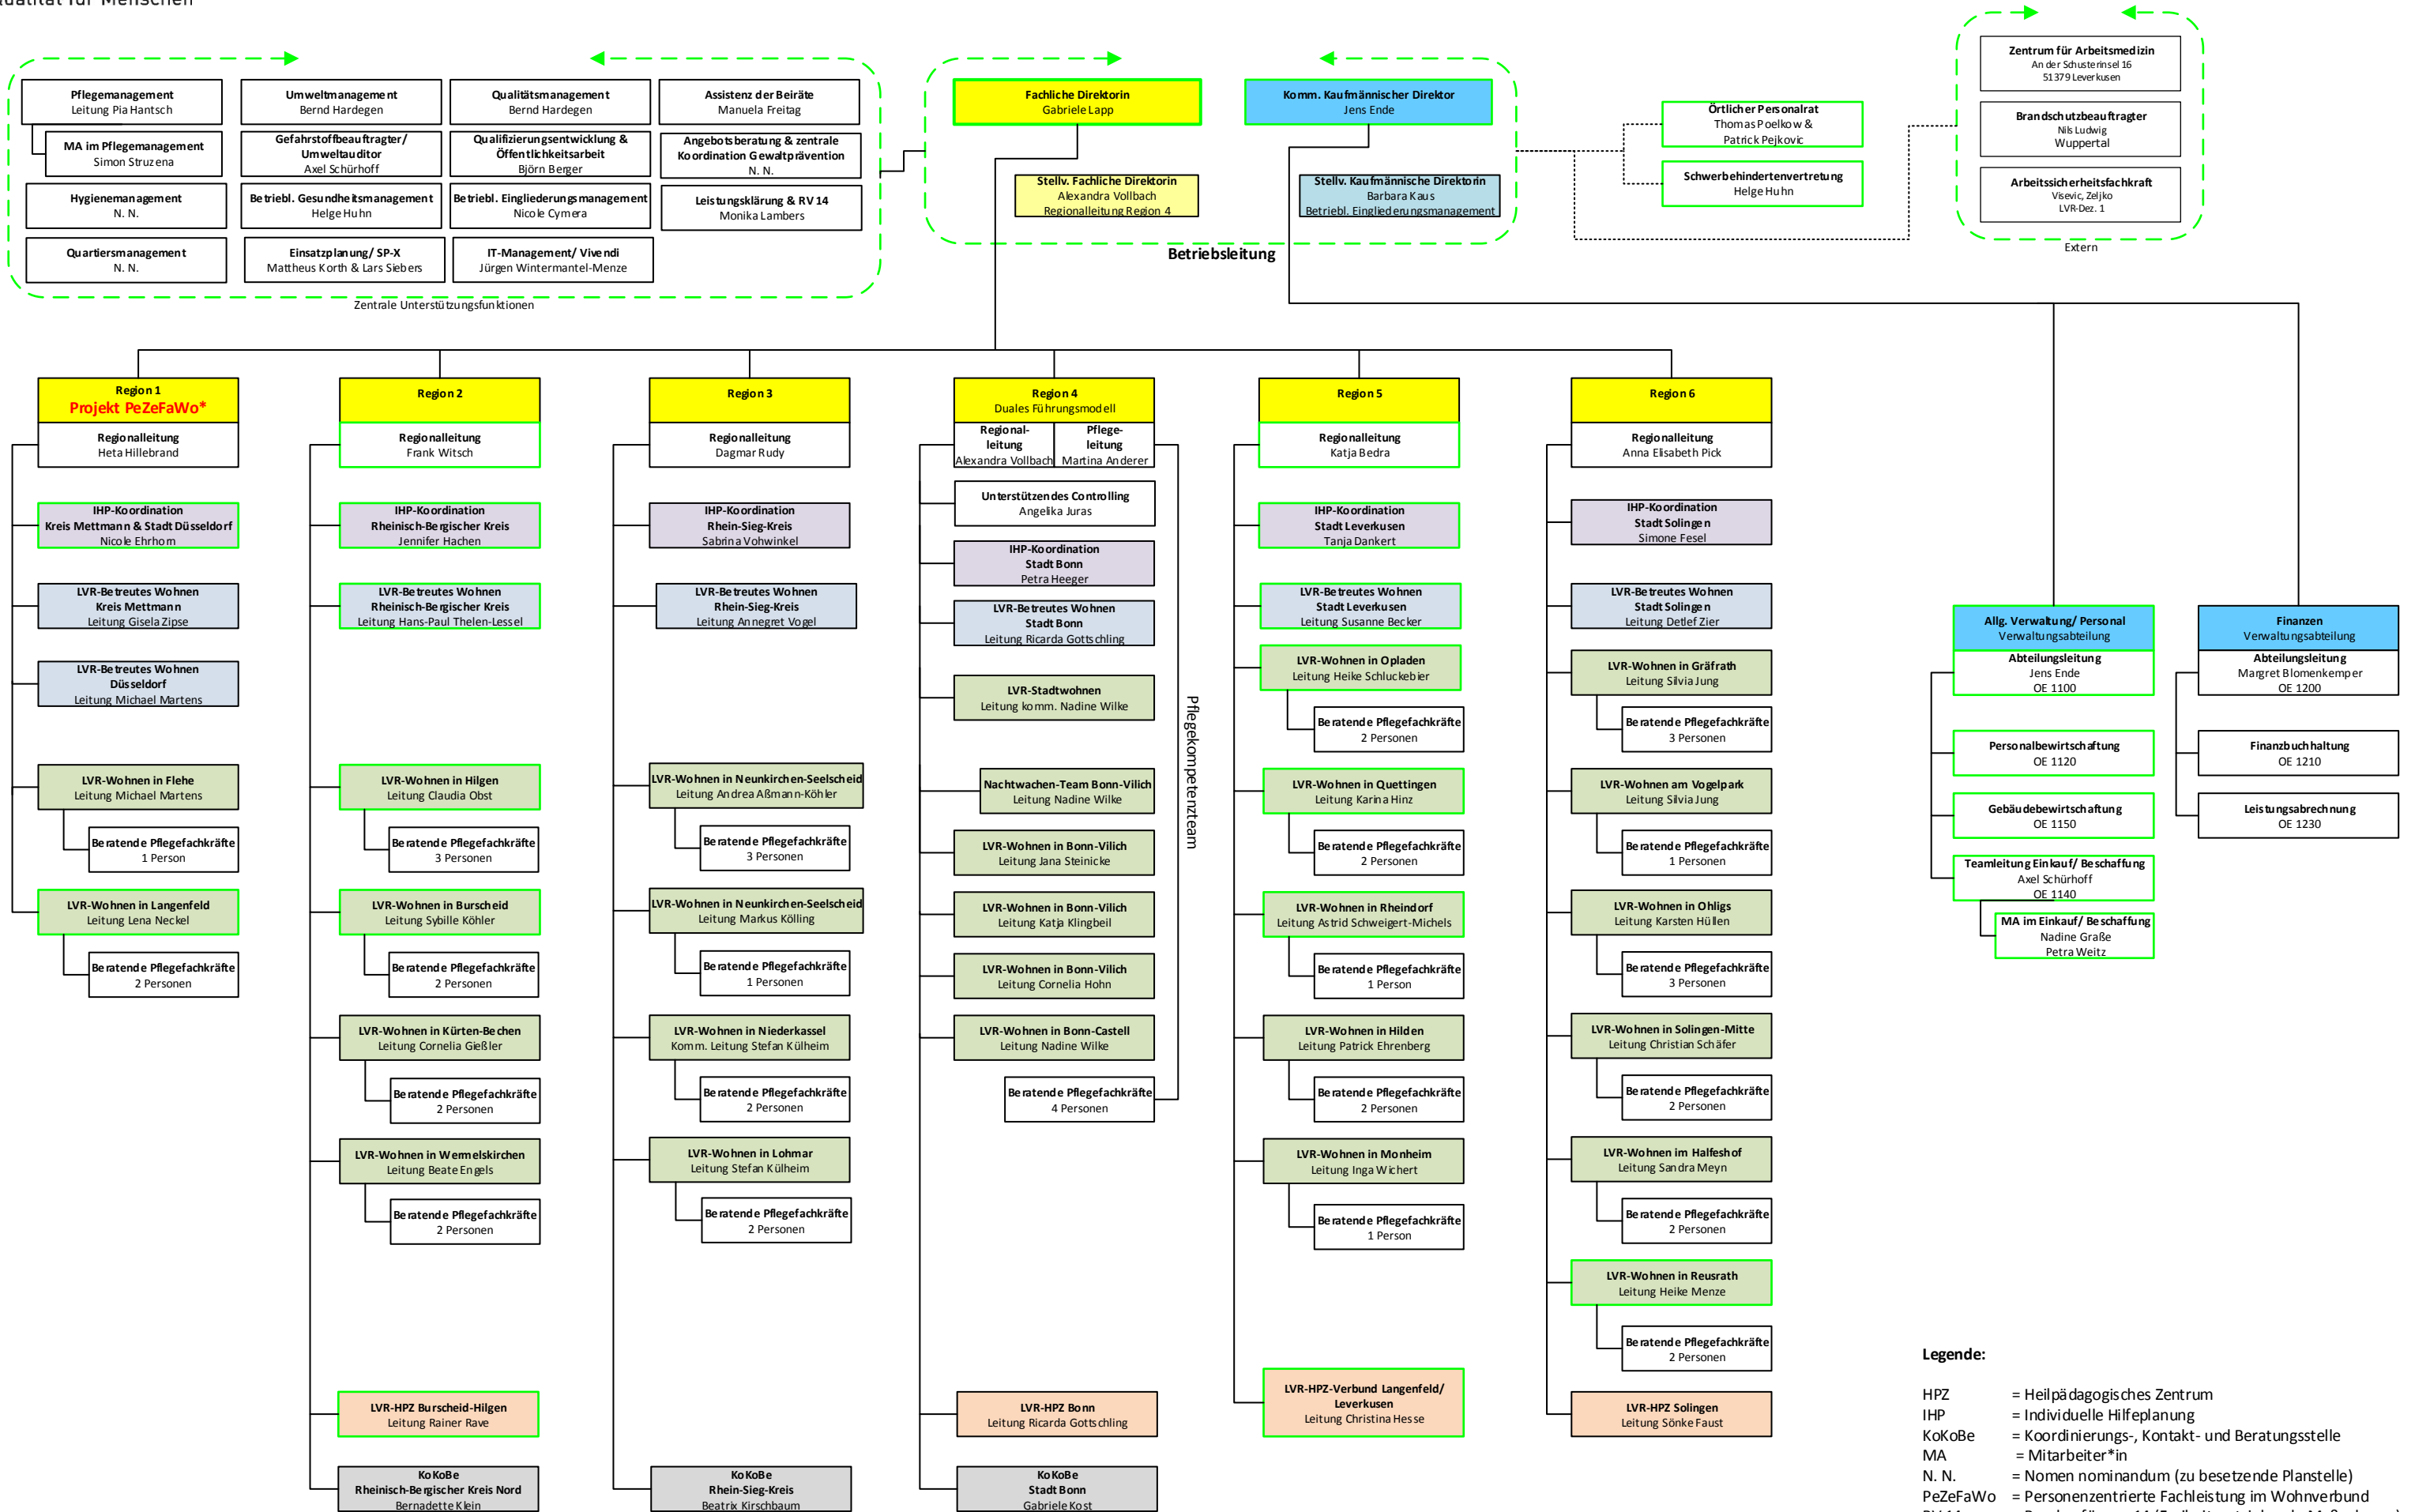 Qualität für Menschen
Pflegemanagement
Leitung Pia Hantsch
MA im Pflegemanagement
Simon Struzena
Hygienemanagement
N. N.
Quartiersmanagement
N. N.
Umweltmanagement
Bernd Hardegen
Gefahrstoffbeauftragter/
Umweltauditor
Axel Schürhoff
Betriebl. Gesundheitsmanagement
Helge Huhn
Einsatzplanung/ SP-X
Mattheus Korth & Lars Siebers
Qualitätsmanagement
Bernd Hardegen
Qualifizierungsentwicklung &
Öffentlichkeitsarbeit
Björn Berger
Betriebl. Eingliederungsmanagement
Nicole Cymera
IT-Management/ Vivendi
Jürgen Wintermantel-Menze
Assistenz der Beiräte
Manuela Freitag
Angebotsberatung & zentrale
Koordination Gewaltprävention
N. N.
Leistungsklärung & RV 14
Monika Lambers
Zentrale Unterstützungsfunktionen
Fachliche Direktorin
Gabriele Lapp
Stellv. Fachliche Direktorin
Alexandra Vollbach
Regionalleitung Region 4
Komm. Kaufmännischer Direktor
Jens Ende
Stellv. Kaufmännische Direktorin
Barbara Kaus
Betriebl. Eingliederungsmanagement
Betriebsleitung
Örtlicher Personalrat
Thomas Poelkow &
Patrick Pejkovic
Schwerbehindertenvertretung
Helge Huhn
Zentrum für Arbeitsmedizin
An der Schusterinsel 16
51379 Leverkusen
Brandschutzbeauftragter
Nils Ludwig
Wuppertal
Arbeitssicherheitsfachkraft
Visevic, Zeljko
LVR-Dez. 1
Extern
Region 1
Projekt PeZeFaWo*
Regionalleitung
Heta Hillebrand
IHP-Koordination
Kreis Mettmann & Stadt Düsseldorf
Nicole Ehrhorn
LVR-Betreutes Wohnen
Kreis Mettmann
Leitung Gisela Zipse
LVR-Betreutes Wohnen
Düsseldorf
Leitung Michael Martens
LVR-Wohnen in Flehe
Leitung Michael Martens
Beratende Pflegefachkräfte
1 Person
LVR-Wohnen in Langenfeld
Leitung Lena Neckel
Beratende Pflegefachkräfte
2 Personen
Region 2
Regionalleitung
Frank Witsch
IHP-Koordination
Rheinisch-Bergischer Kreis
Jennifer Hachen
LVR-Betreutes Wohnen
Rheinisch-Bergischer Kreis
Leitung Hans-Paul Thelen-Lessel
LVR-Wohnen in Hilgen
Leitung Claudia Obst
Beratende Pflegefachkräfte
3 Personen
LVR-Wohnen in Burscheid
Leitung Sybille Köhler
Beratende Pflegefachkräfte
2 Personen
LVR-Wohnen in Kürten-Bechen
Leitung Cornelia Gießler
Beratende Pflegefachkräfte
2 Personen
LVR-Wohnen in Wermelskirchen
Leitung Beate Engels
Beratende Pflegefachkräfte
2 Personen
LVR-HPZ Burscheid-Hilgen
Leitung Rainer Rave
KoKoBe
Rheinisch-Bergischer Kreis Nord
Bernadette Klein
Region 3
Regionalleitung
Dagmar Rudy
IHP-Koordination
Rhein-Sieg-Kreis
Sabrina Vohwinkel
LVR-Betreutes Wohnen
Rhein-Sieg-Kreis
Leitung Annegret Vogel
LVR-Wohnen in Neunkirchen-Seelscheid
Leitung Andrea Aßmann-Köhler
Beratende Pflegefachkräfte
3 Personen
LVR-Wohnen in Neunkirchen-Seelscheid
Leitung Markus Kölling
Beratende Pflegefachkräfte
1 Personen
LVR-Wohnen in Niederkassel
Komm. Leitung Stefan Külheim
Beratende Pflegefachkräfte
2 Personen
LVR-Wohnen in Lohmar
Leitung Stefan Külheim
Beratende Pflegefachkräfte
2 Personen
KoKoBe
Rhein-Sieg-Kreis
Beatrix Kirschbaum
Region 4
Duales Führungsmodell
Regional-
leitung
Alexandra Vollbach
Pflege-
leitung
Martina Anderer
Unterstützendes Controlling
Angelika Juras
IHP-Koordination
Stadt Bonn
Petra Heeger
LVR-Betreutes Wohnen
Stadt Bonn
Leitung Ricarda Gottschling
LVR-Stadtwohnen
Leitung komm. Nadine Wilke
Nachtwachen-Team Bonn-Vilich
Leitung Nadine Wilke
LVR-Wohnen in Bonn-Vilich
Leitung Jana Steinicke
LVR-Wohnen in Bonn-Vilich
Leitung Katja Klingbeil
LVR-Wohnen in Bonn-Vilich
Leitung Cornelia Hohn
LVR-Wohnen in Bonn-Castell
Leitung Nadine Wilke
Beratende Pflegefachkräfte
4 Personen
Pflegekompetenzteam
LVR-HPZ Bonn
Leitung Ricarda Gottschling
KoKoBe
Stadt Bonn
Gabriele Kost
Region 5
Regionalleitung
Katja Bedra
IHP-Koordination
Stadt Leverkusen
Tanja Dankert
LVR-Betreutes Wohnen
Stadt Leverkusen
Leitung Susanne Becker
LVR-Wohnen in Opladen
Leitung Heike Schluckebier
Beratende Pflegefachkräfte
2 Personen
LVR-Wohnen in Quettingen
Leitung Karina Hinz
Beratende Pflegefachkräfte
2 Personen
LVR-Wohnen in Rheindorf
Leitung Astrid Schweigert-Michels
Beratende Pflegefachkräfte
1 Person
LVR-Wohnen in Hilden
Leitung Patrick Ehrenberg
Beratende Pflegefachkräfte
2 Personen
LVR-Wohnen in Monheim
Leitung Inga Wichert
Beratende Pflegefachkräfte
1 Person
LVR-HPZ-Verbund Langenfeld/
Leverkusen
Leitung Christina Hesse
Region 6
Regionalleitung
Anna Elisabeth Pick
IHP-Koordination
Stadt Solingen
Simone Fesel
LVR-Betreutes Wohnen
Stadt Solingen
Leitung Detlef Zier
LVR-Wohnen in Gräfrath
Leitung Silvia Jung
Beratende Pflegefachkräfte
3 Personen
LVR-Wohnen am Vogelpark
Leitung Silvia Jung
Beratende Pflegefachkräfte
1 Personen
LVR-Wohnen in Ohligs
Leitung Karsten Hüllen
Beratende Pflegefachkräfte
3 Personen
LVR-Wohnen in Solingen-Mitte
Leitung Christian Schäfer
Beratende Pflegefachkräfte
2 Personen
LVR-Wohnen im Halfeshof
Leitung Sandra Meyn
Beratende Pflegefachkräfte
2 Personen
LVR-Wohnen in Reusrath
Leitung Heike Menze
Beratende Pflegefachkräfte
2 Personen
LVR-HPZ Solingen
Leitung Sönke Faust
Allg. Verwaltung/ Personal
Verwaltungsabteilung
Abteilungsleitung
Jens Ende
OE 1100
Personalbewirtschaftung
OE 1120
Gebäudebewirtschaftung
OE 1150
Teamleitung Einkauf/ Beschaffung
Axel Schürhoff
OE 1140
MA im Einkauf/ Beschaffung
Nadine Graße
Petra Weitz
Finanzen
Verwaltungsabteilung
Abteilungsleitung
Margret Blomenkemper
OE 1200
Finanzbuchhaltung
OE 1210
Leistungsabrechnung
OE 1230
Legende:
HPZ = Heilpädagogisches Zentrum
IHP = Individuelle Hilfeplanung
KoKoBe = Koordinierungs-, Kontakt- und Beratungsstelle
MA = Mitarbeiter*in
N. N. = Nomen nominandum (zu besetzende Planstelle)
PeZeFaWo = Personenzentrierte Fachleistung im Wohnverbund